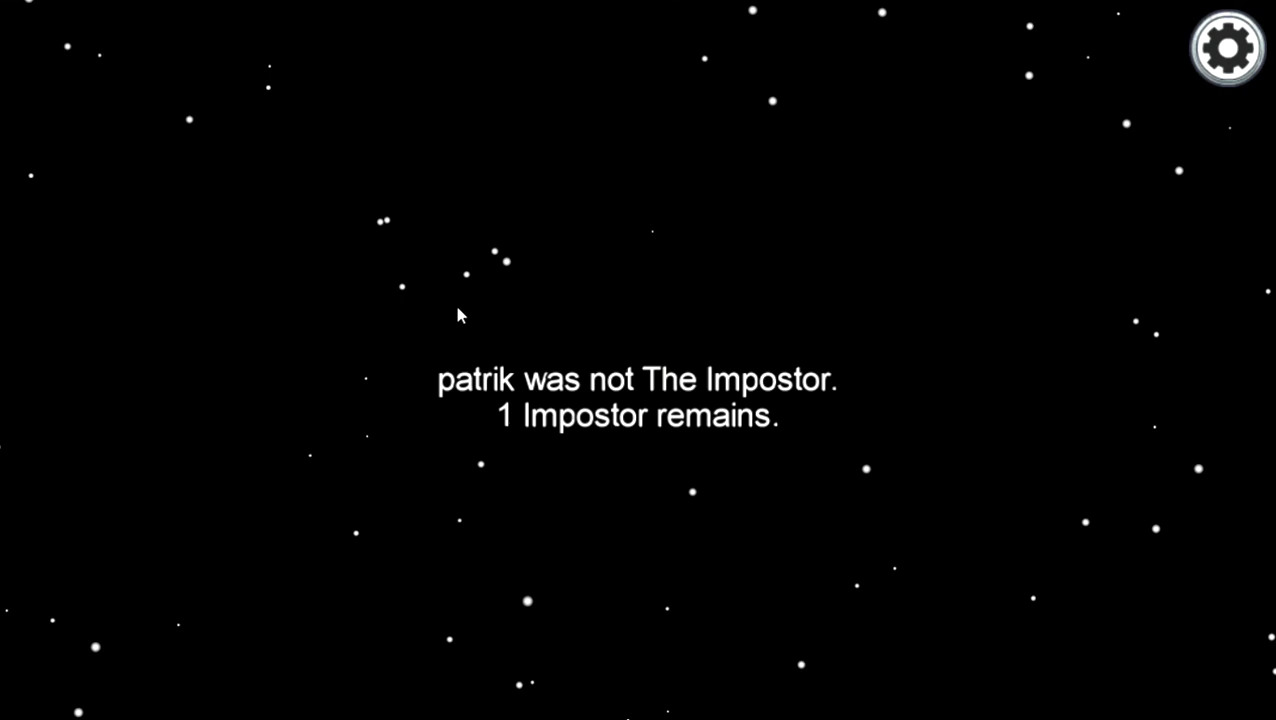 patrik was not The Impostor.
1 Impostor remains.